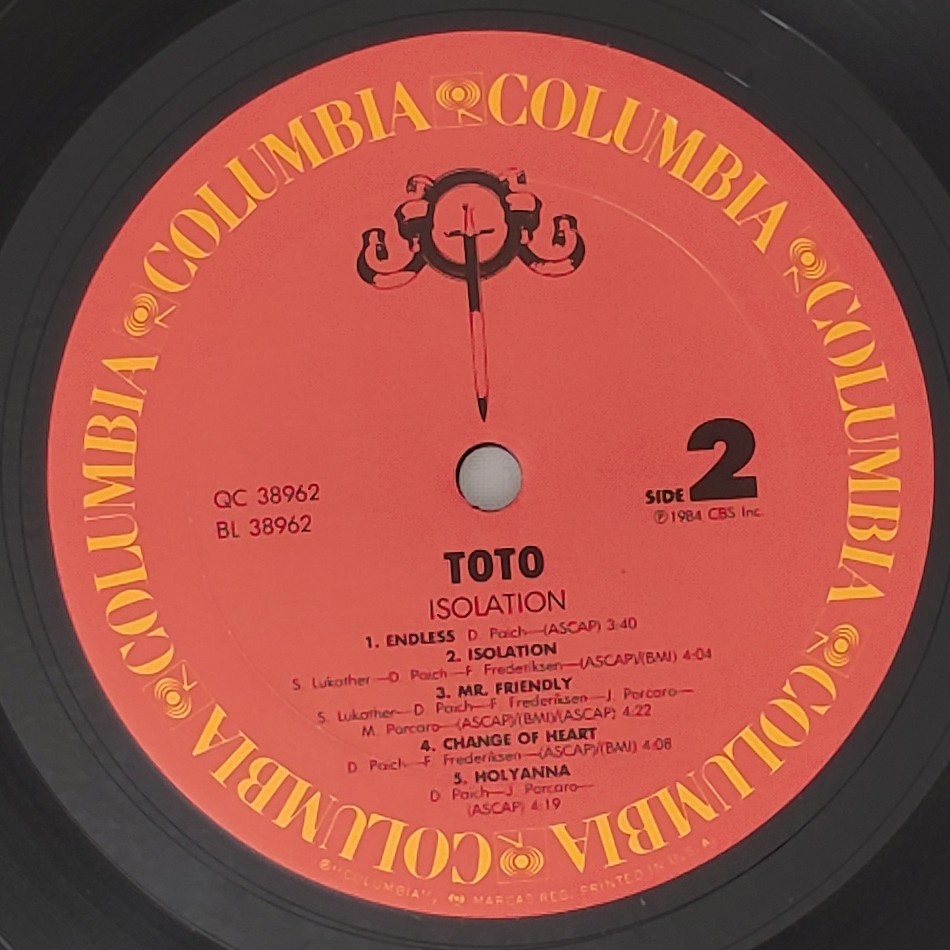 COLUMBIA COLUMBIA COLUMBIA COLUMBIA COLUMBIA COLUMBIA COLUMBIA
QC 38962
BL 38962
SIDE 2
℗1984 CBS Inc.
TOTO
ISOLATION
1. ENDLESS D. Paich—(ASCAP) 3:40
2. ISOLATION
S. Lukather—D. Paich—F. Frederiksen—(ASCAP)/(BMI) 4:04
3. MR. FRIENDLY
S. Lukather—D. Paich—F. Frederiksen—J. Porcaro—
M. Porcaro—(ASCAP)/(BMI)/(ASCAP) 4:22
4. CHANGE OF HEART
D. Paich—F. Frederiksen—(ASCAP)/(BMI) 4:08
5. HOLYANNA
D. Paich—J. Porcaro—
(ASCAP) 4:19
®"COLUMBIA", MARCAS REG. PRINTED IN U.S.A.